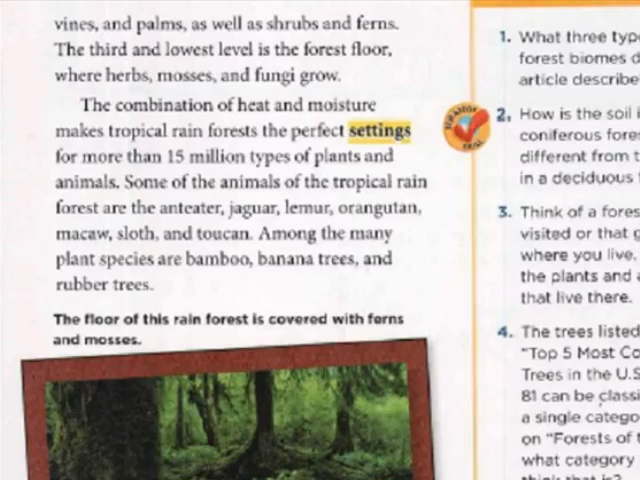 vines, and palms, as well as shrubs and ferns.
The third and lowest level is the forest floor,
where herbs, mosses, and fungi grow.
The combination of heat and moisture
makes tropical rain forests the perfect settings
for more than 15 million types of plants and
animals. Some of the animals of the tropical rain
forest are the anteater, jaguar, lemur, orangutan,
macaw, sloth, and toucan. Among the many
plant species are bamboo, banana trees, and
rubber trees.
The floor of this rain forest is covered with ferns
and mosses.
1. What three type
forest biomes d
article describe
2. How is the soil i
coniferous fore
different from t
in a deciduous
3. Think of a fores
visited or that g
where you live.
the plants and a
that live there.
4. The trees listed
"Top 5 Most Co
Trees in the U.S
81 can be classi
a single catego
on "Forests of t
what category
think that is?